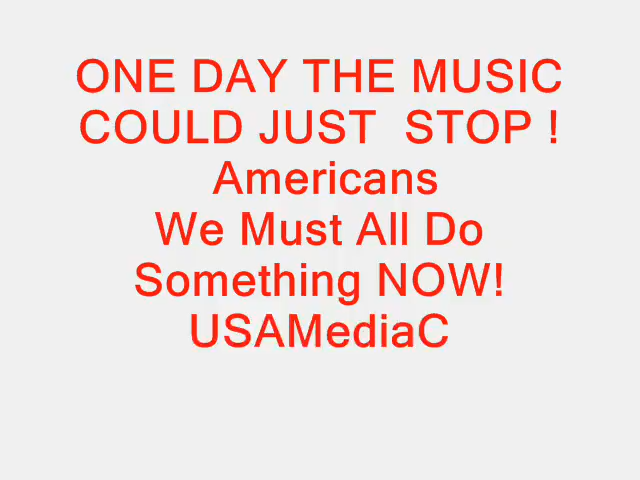 ONE DAY THE MUSIC
COULD JUST  STOP !
Americans
We Must All Do
Something NOW!
USAMediaC